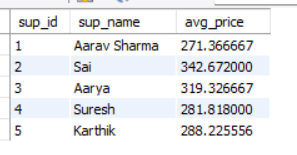 sup_id sup_name avg_price
1 Aarav Sharma 271.366667
2 Sai 342.672000
3 Aarya 319.326667
4 Suresh 281.818000
5 Karthik 288.225556